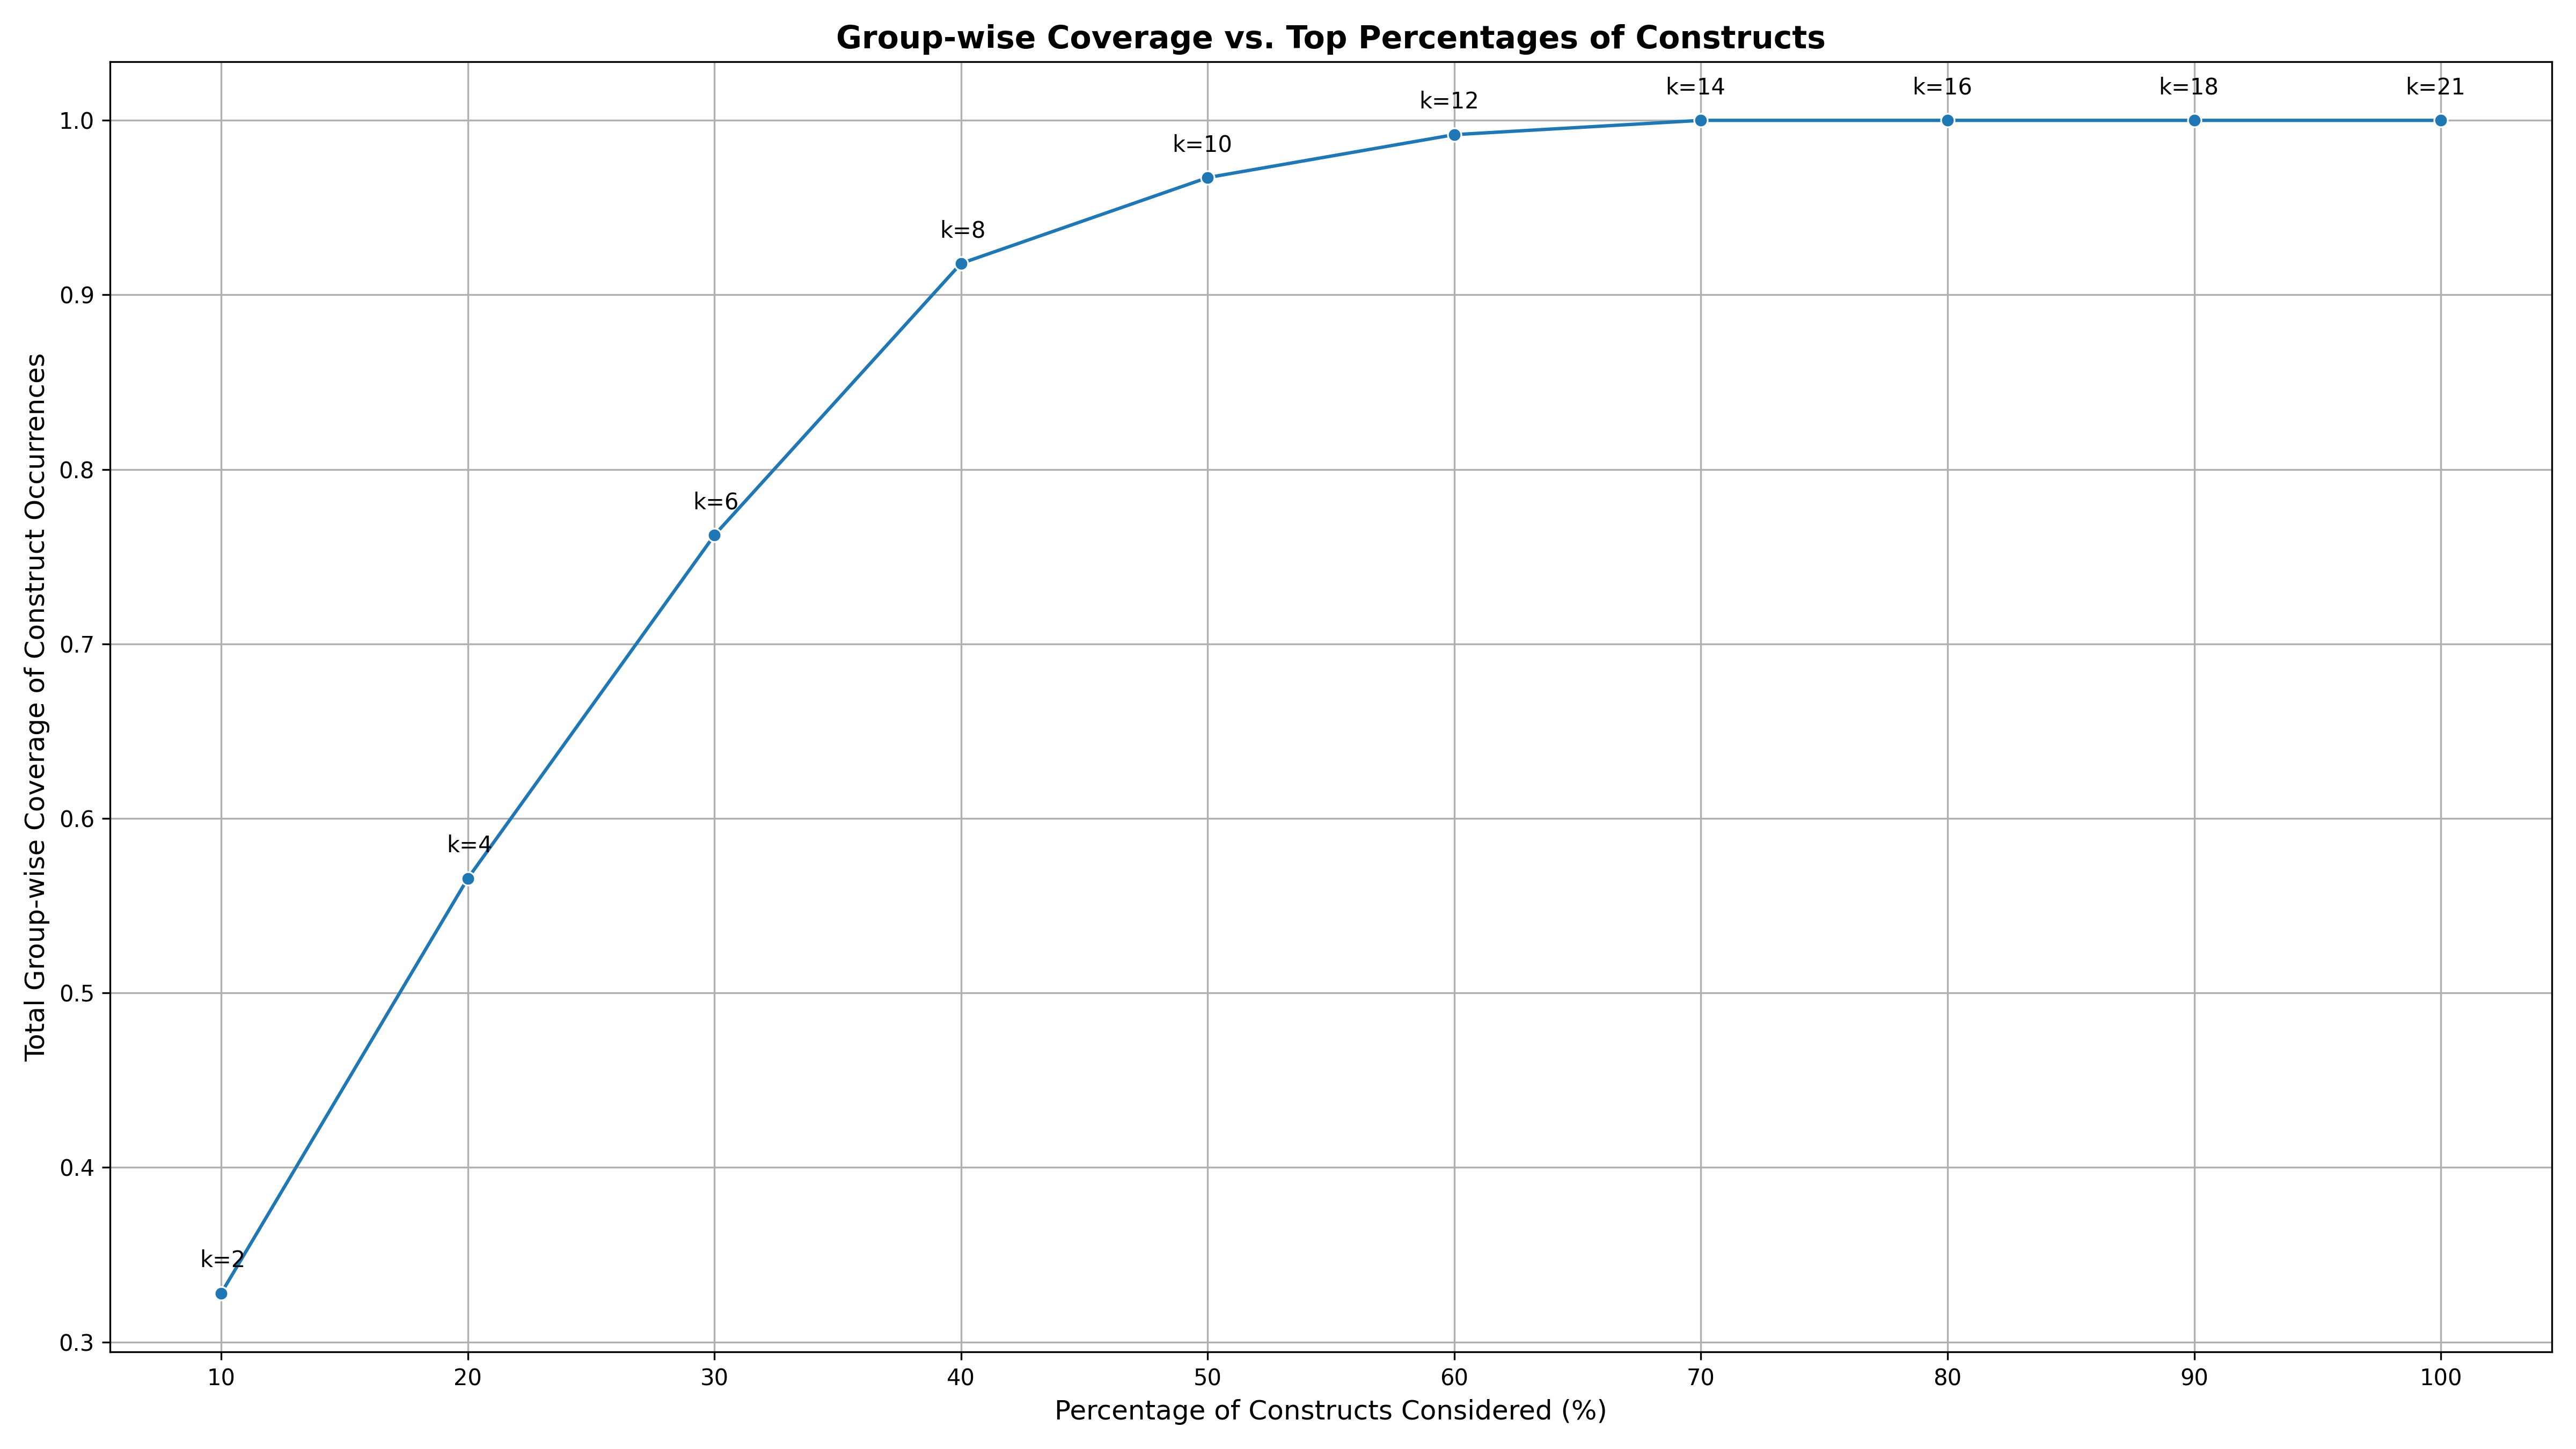 Group-wise Coverage vs. Top Percentages of Constructs
Total Group-wise Coverage of Construct Occurrences
1.0
0.9
0.8
0.7
0.6
0.5
0.4
0.3
k=2
k=4
k=6
k=8
k=10
k=12
k=14
k=16
k=18
k=21
10 20 30 40 50 60 70 80 90 100
Percentage of Constructs Considered (%)